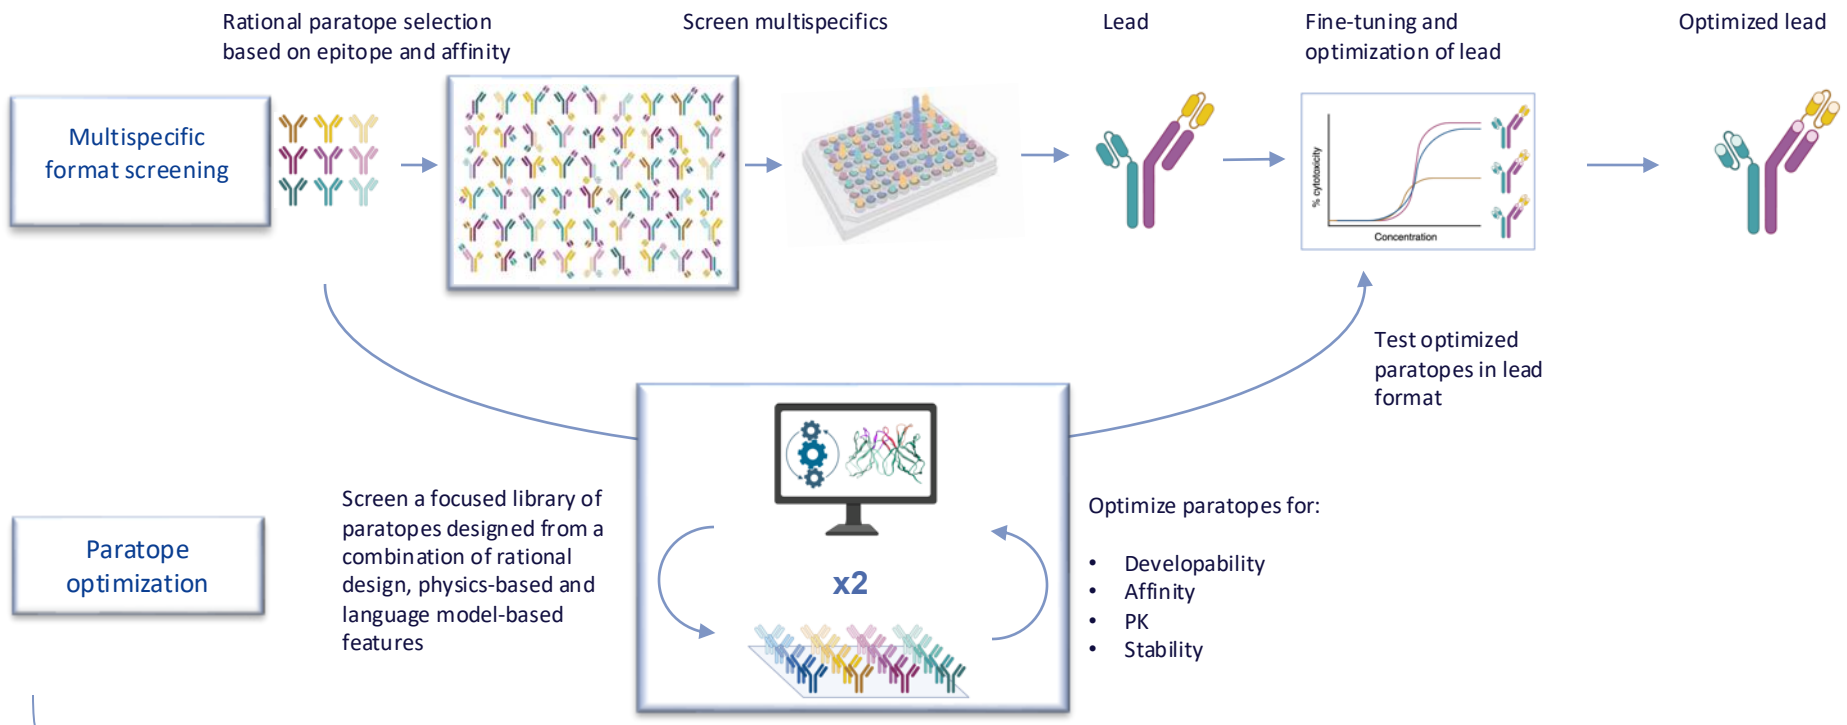 Rational paratope selection
based on epitope and affinity
Screen multispecifics
Lead
Fine-tuning and
optimization of lead
Optimized lead
Multispecific
format screening
% cytotoxicity
Concentration
Test optimized
paratopes in lead
format
Paratope
optimization
Screen a focused library of
paratopes designed from a
combination of rational
design, physics-based and
language model-based
features
x2
Optimize paratopes for:
• Developability
• Affinity
• PK
• Stability